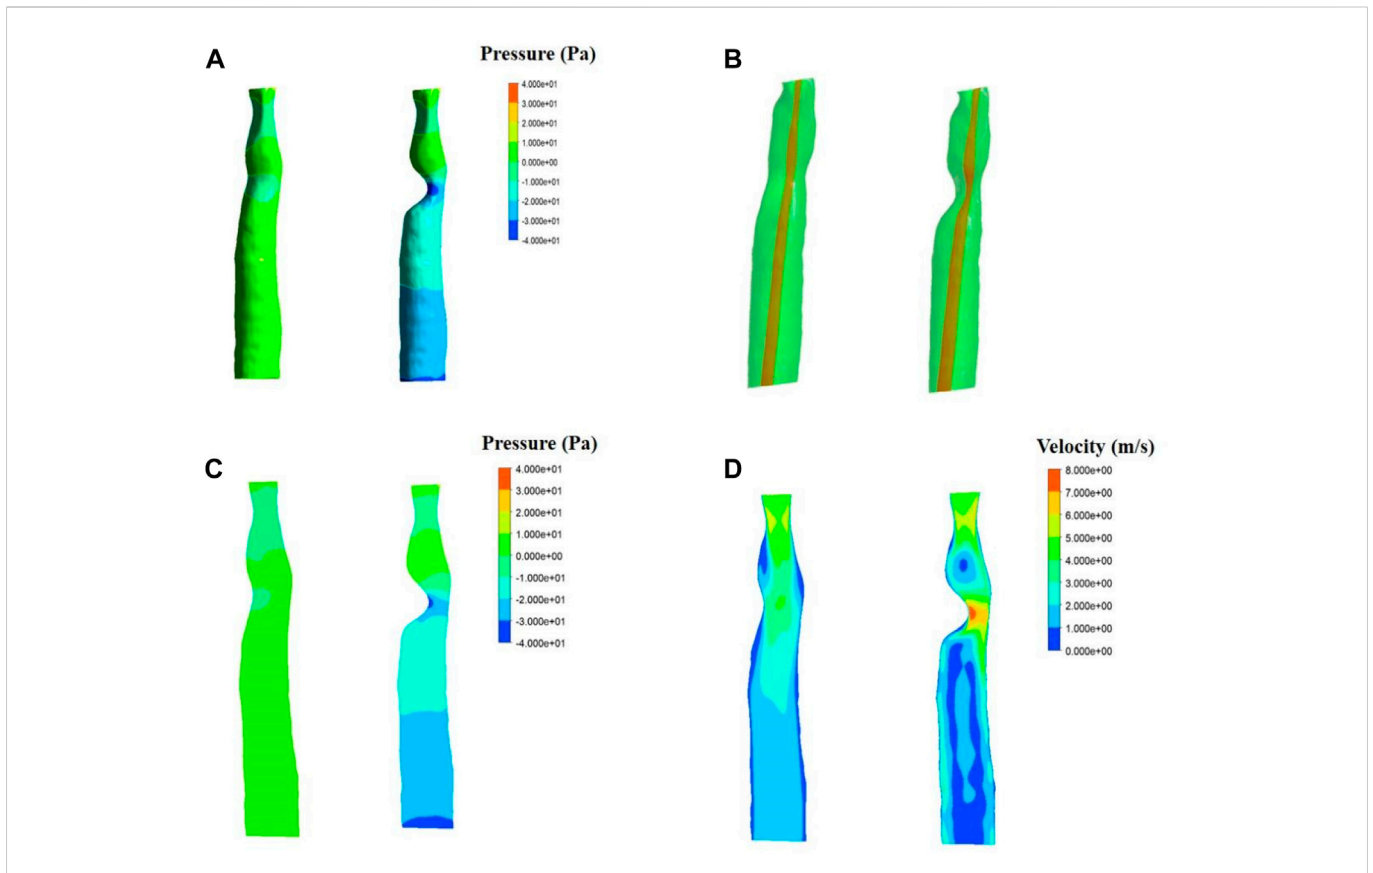 A
Pressure (Pa)
4.000e+01
3.000e+01
2.000e+01
1.000e+01
0.000e+00
-1.000e+01
-2.000e+01
-3.000e+01
-4.000e+01
B
C
Pressure (Pa)
4.000e+01
3.000e+01
2.000e+01
1.000e+01
0.000e+00
-1.000e+01
-2.000e+01
-3.000e+01
-4.000e+01
D
Velocity (m/s)
8.000e+00
7.000e+00
6.000e+00
5.000e+00
4.000e+00
3.000e+00
2.000e+00
1.000e+00
0.000e+00